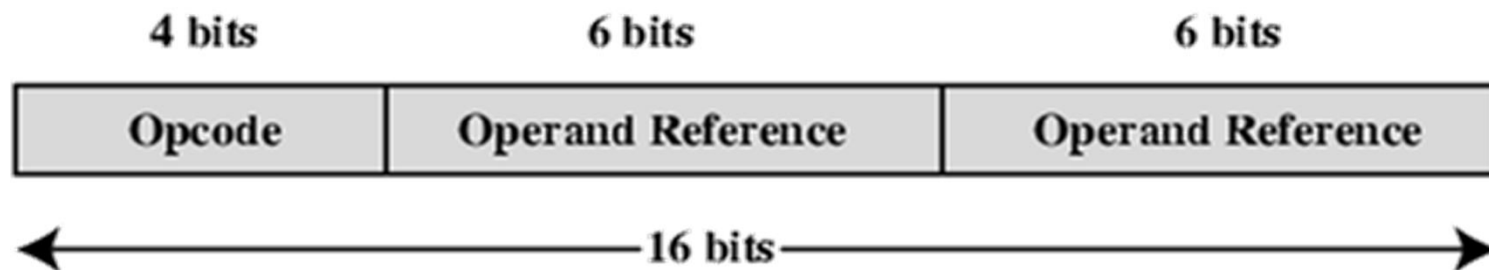 4 bits 6 bits 6 bits
Opcode Operand Reference Operand Reference
16 bits